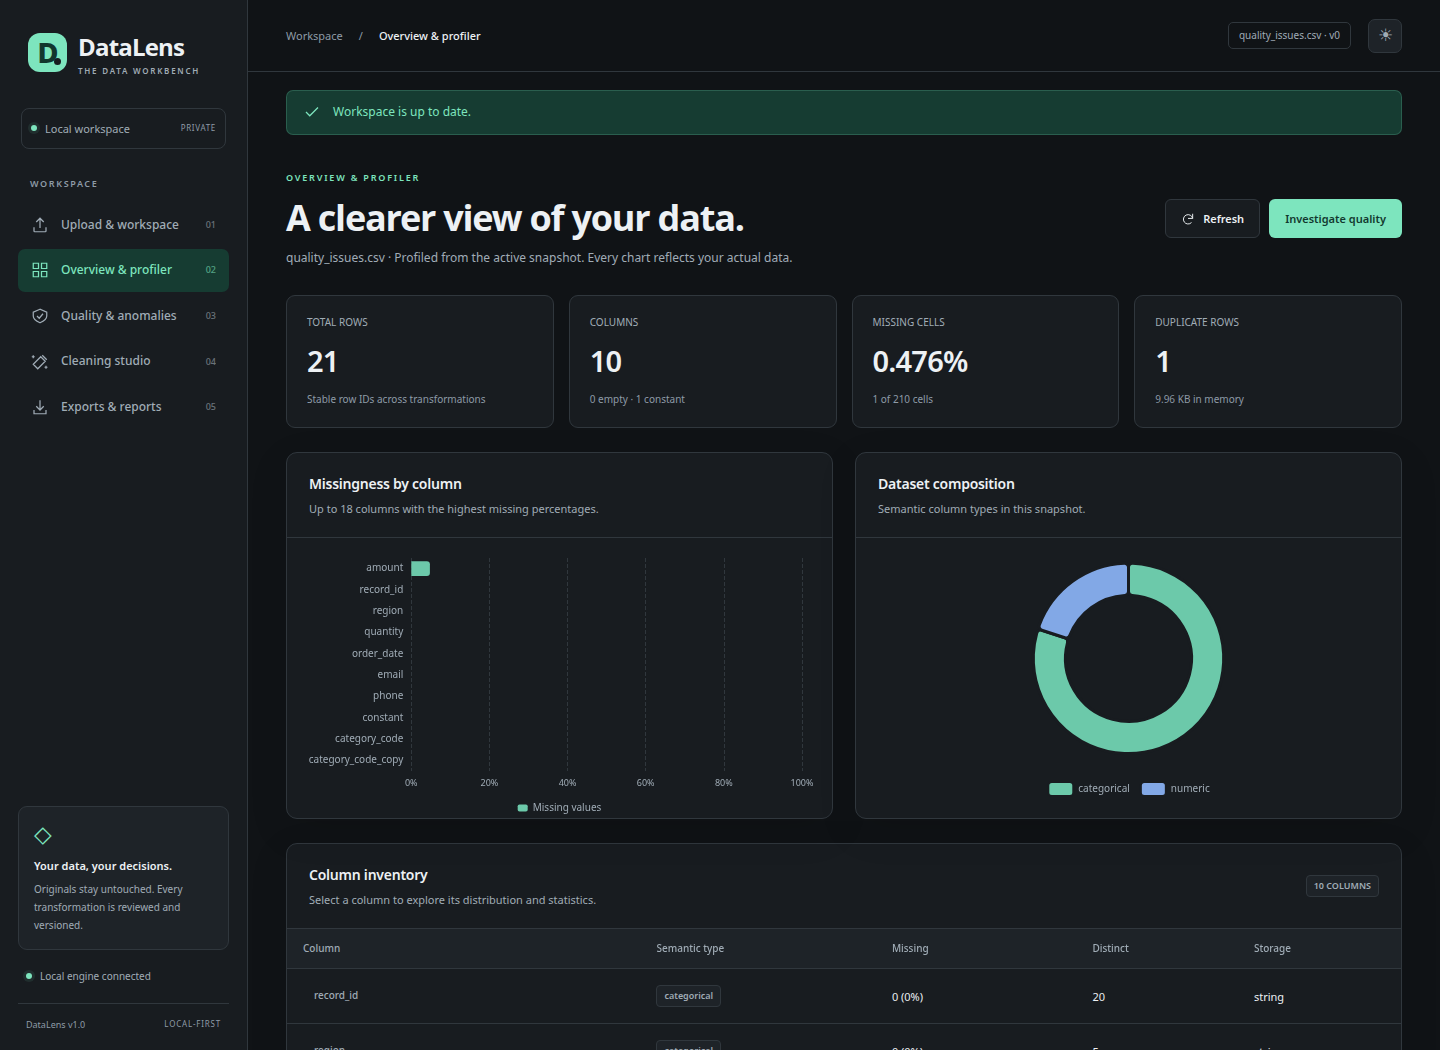 D
DataLens
THE DATA WORKBENCH
Local workspace PRIVATE
WORKSPACE
Upload & workspace 01
Overview & profiler 02
Quality & anomalies 03
Cleaning studio 04
Exports & reports 05
Your data, your decisions.
Originals stay untouched. Every
transformation is reviewed and
versioned.
Local engine connected
DataLens v1.0 LOCAL-FIRST
Workspace / Overview & profiler
quality_issues.csv · v0
Workspace is up to date.
OVERVIEW & PROFILER
A clearer view of your data.
quality_issues.csv · Profiled from the active snapshot. Every chart reflects your actual data.
Refresh
Investigate quality
TOTAL ROWS
21
Stable row IDs across transformations
COLUMNS
10
0 empty · 1 constant
MISSING CELLS
0.476%
1 of 210 cells
DUPLICATE ROWS
1
9.96 KB in memory
Missingness by column
Up to 18 columns with the highest missing percentages.
amount
record_id
region
quantity
order_date
email
phone
constant
category_code
category_code_copy
0% 20% 40% 60% 80% 100%
Missing values
Dataset composition
Semantic column types in this snapshot.
categorical numeric
Column inventory
Select a column to explore its distribution and statistics.
10 COLUMNS
Column Semantic type Missing Distinct Storage
record_id categorical 0 (0%) 20 string